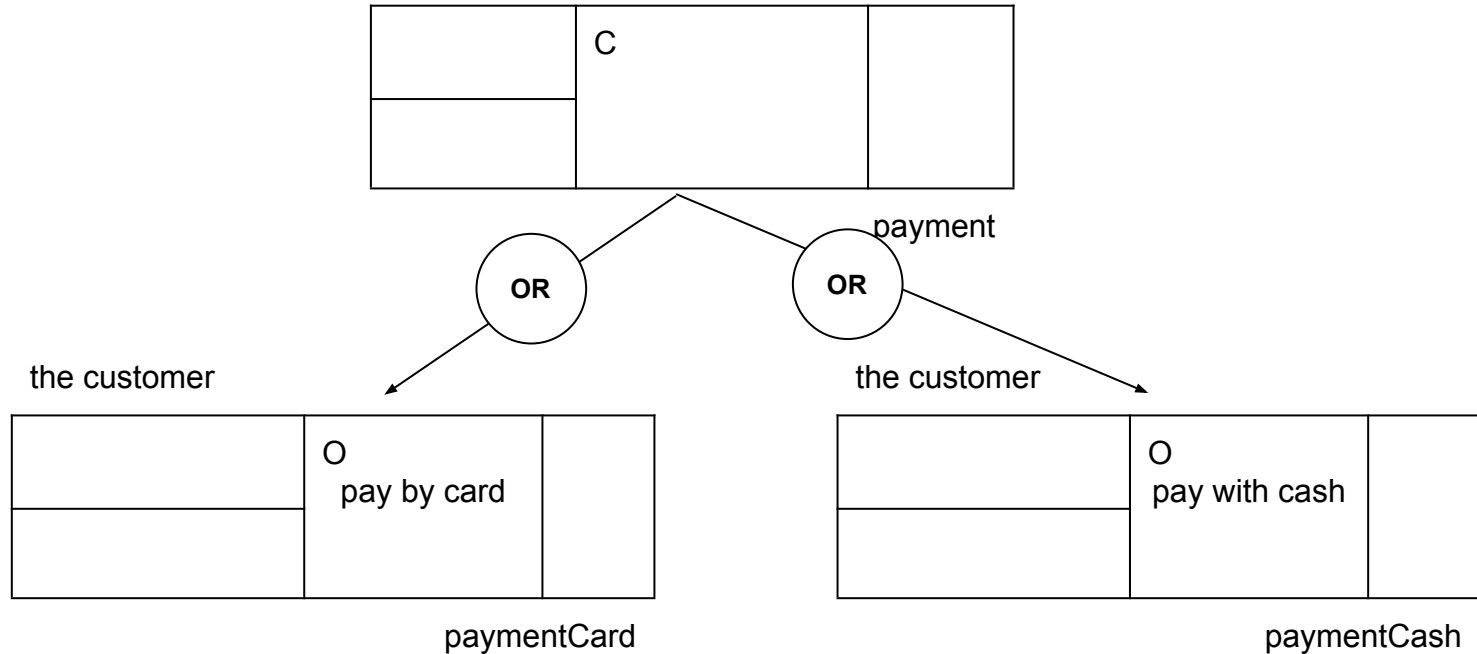 C
payment
OR
OR
the customer
the customer
O
pay by card
O
pay with cash
paymentCard
paymentCash